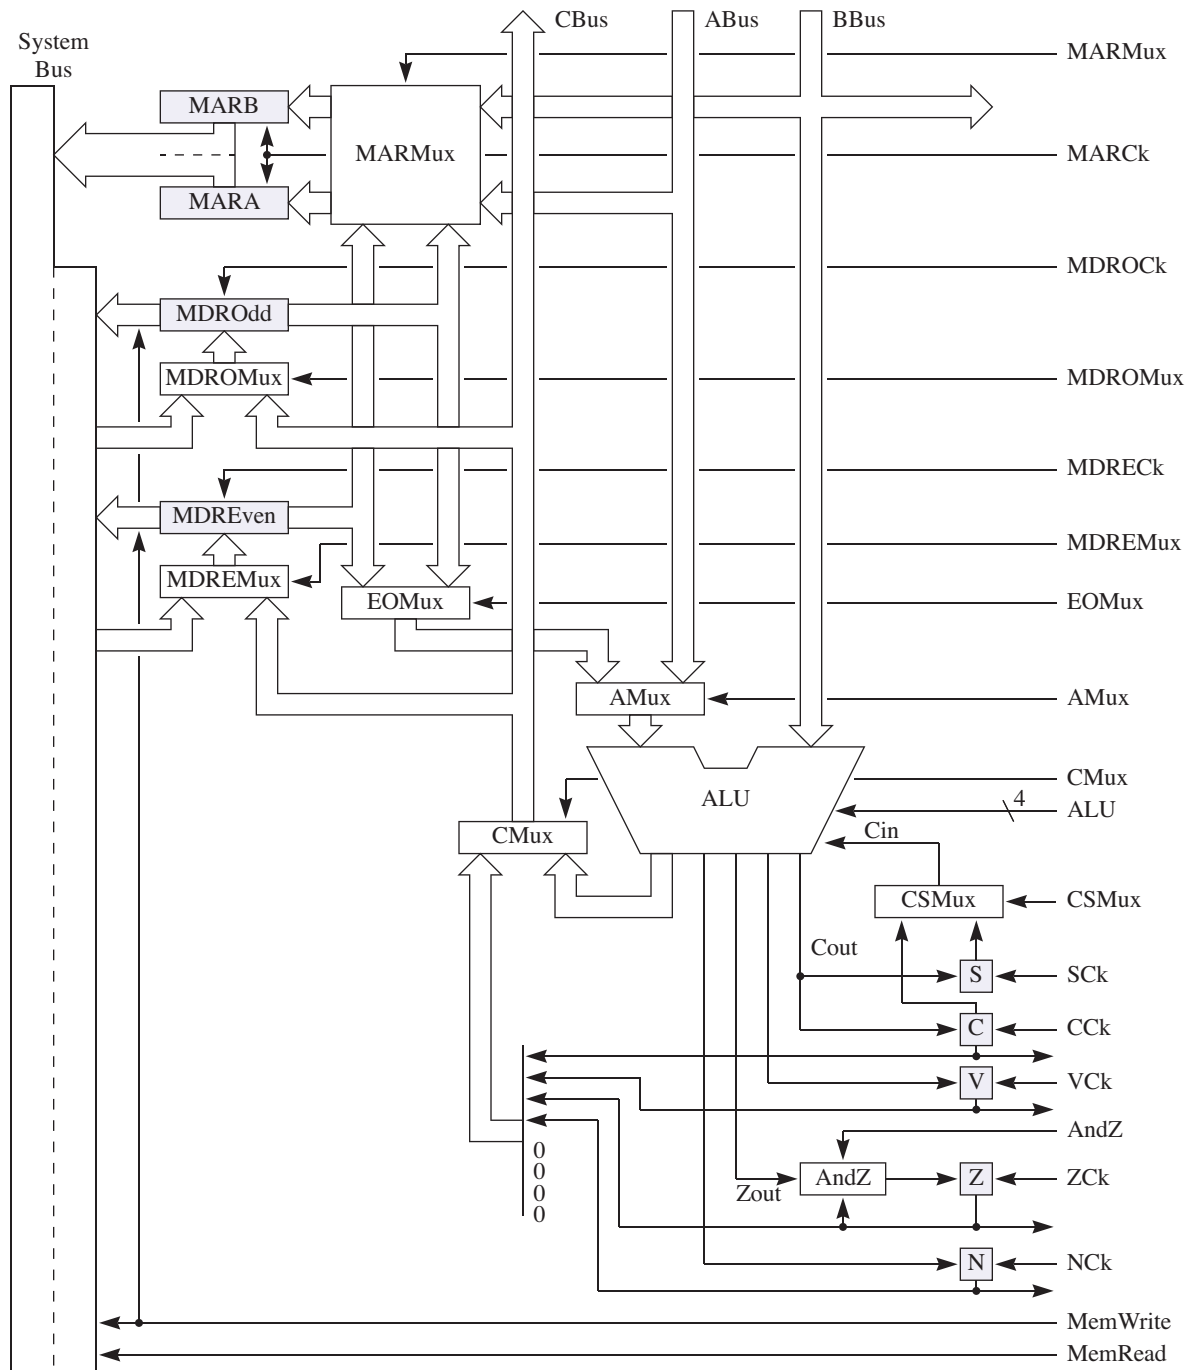 CBus
ABus
BBus
System
Bus
MARMux
MARB
MARMux
MARCk
MARA
MDROCk
MDROdd
MDROMux
MDROMux
MDRECk
MDREven
MDREMux
MDREMux
EOMux
EOMux
AMux
AMux
CMux
ALU
4
ALU
CMux
Cin
CSMux
CSMux
Cout
S
SCk
C
CCk
V
VCk
AndZ
0
0
0
0
Zout
AndZ
Z
ZCk
N
NCk
MemWrite
MemRead